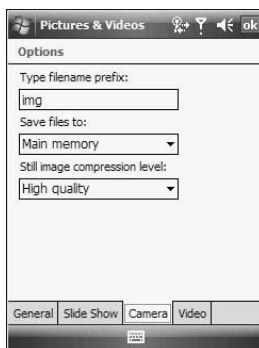 Pictures & Videos ok
Options
Type filename prefix:
img
Save files to:
Main memory
Still image compression level:
High quality
General Slide Show Camera Video